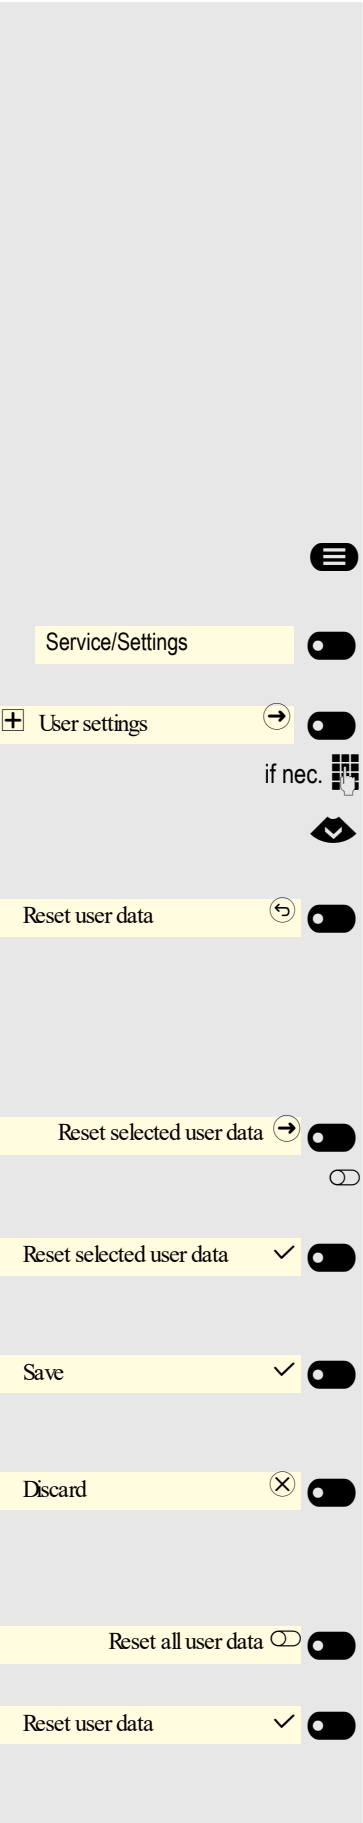 Service/Settings
User settings
if nec.
Reset user data
Reset selected user data
Reset selected user data
Save
Discard
Reset all user data
Reset user data